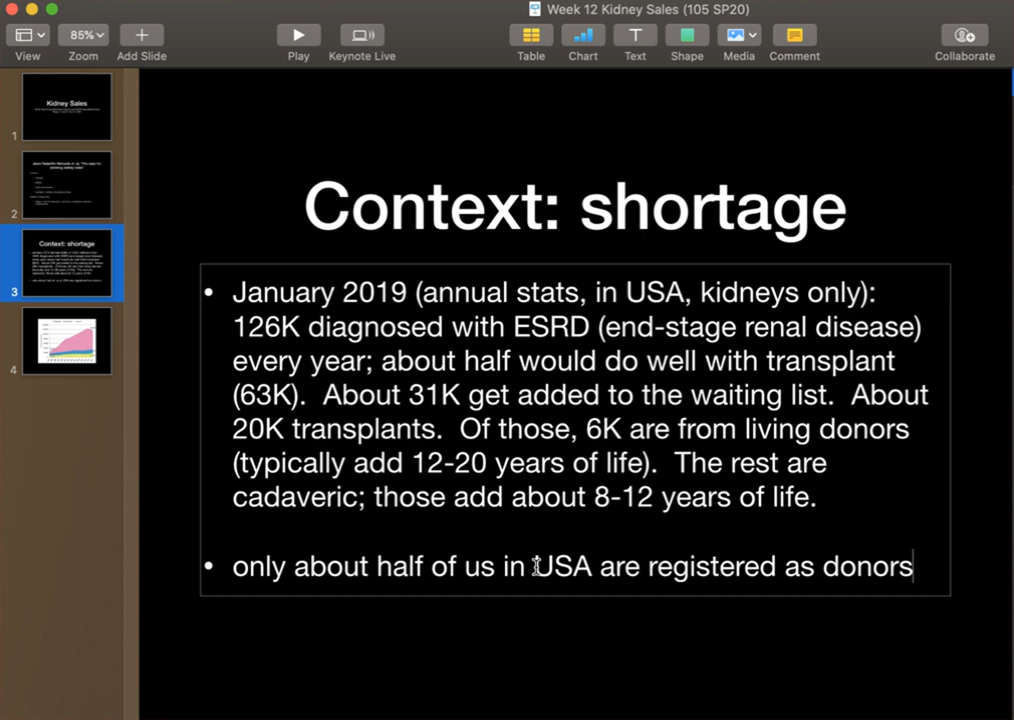 Week 12 Kidney Sales (105 SP20)
85%
View
Zoom
Add Slide
Play
Keynote Live
Table
Chart
Text
Shape
Media
Comment
Collaborate
Kidney Sales
1
2
Context: shortage
3
4
Context: shortage
• January 2019 (annual stats, in USA, kidneys only):
126K diagnosed with ESRD (end-stage renal disease)
every year; about half would do well with transplant
(63K). About 31K get added to the waiting list. About
20K transplants. Of those, 6K are from living donors
(typically add 12-20 years of life). The rest are
cadaveric; those add about 8-12 years of life.
• only about half of us in USA are registered as donors